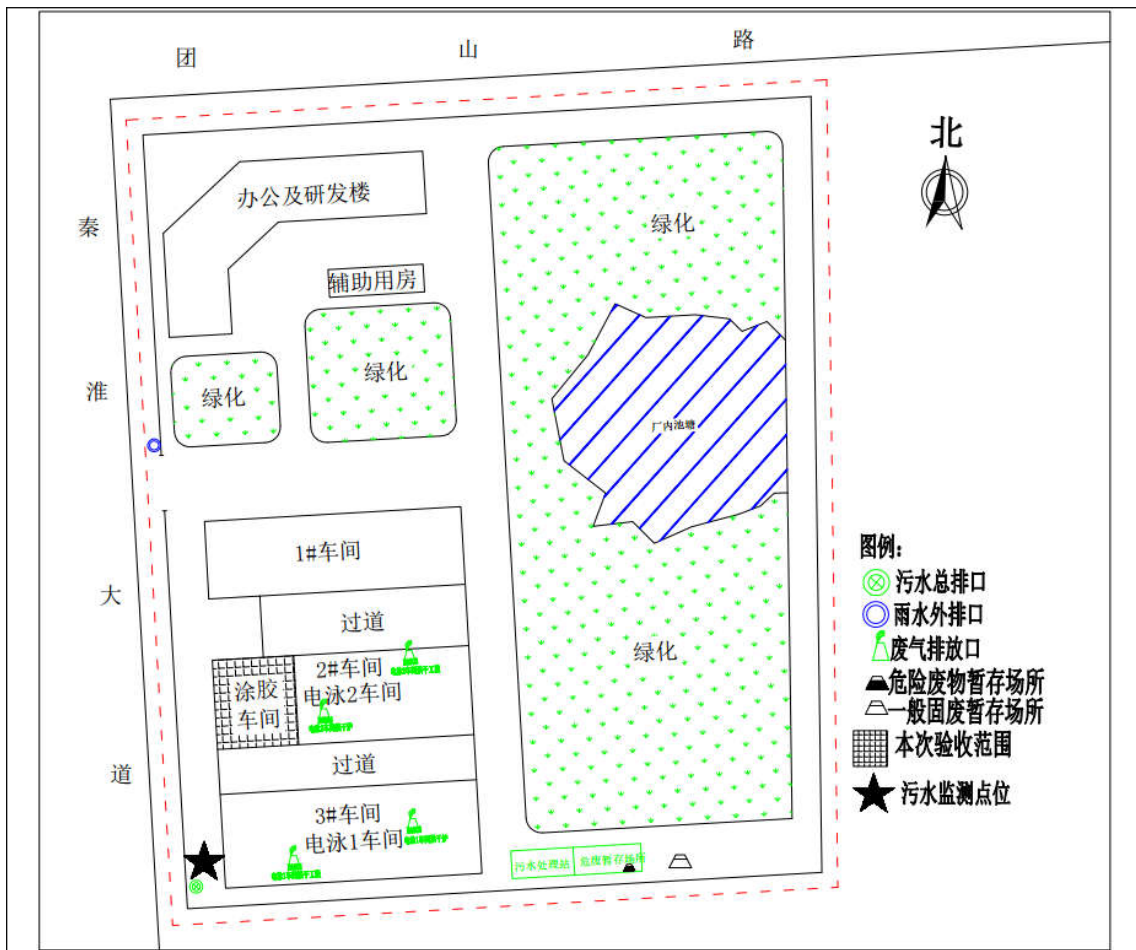 团山路
北
秦淮大道
办公及研发楼
绿化
辅助用房
绿化
绿化
厂内池塘
1#车间
过道
涂胶
车间
2#车间
电泳2车间
绿化
过道
3#车间
电泳1车间
污水处理站
危废暂存场所
图例：
污水总排口
雨水外排口
废气排放口
危险废物暂存场所
一般固废暂存场所
本次验收范围
污水监测点位